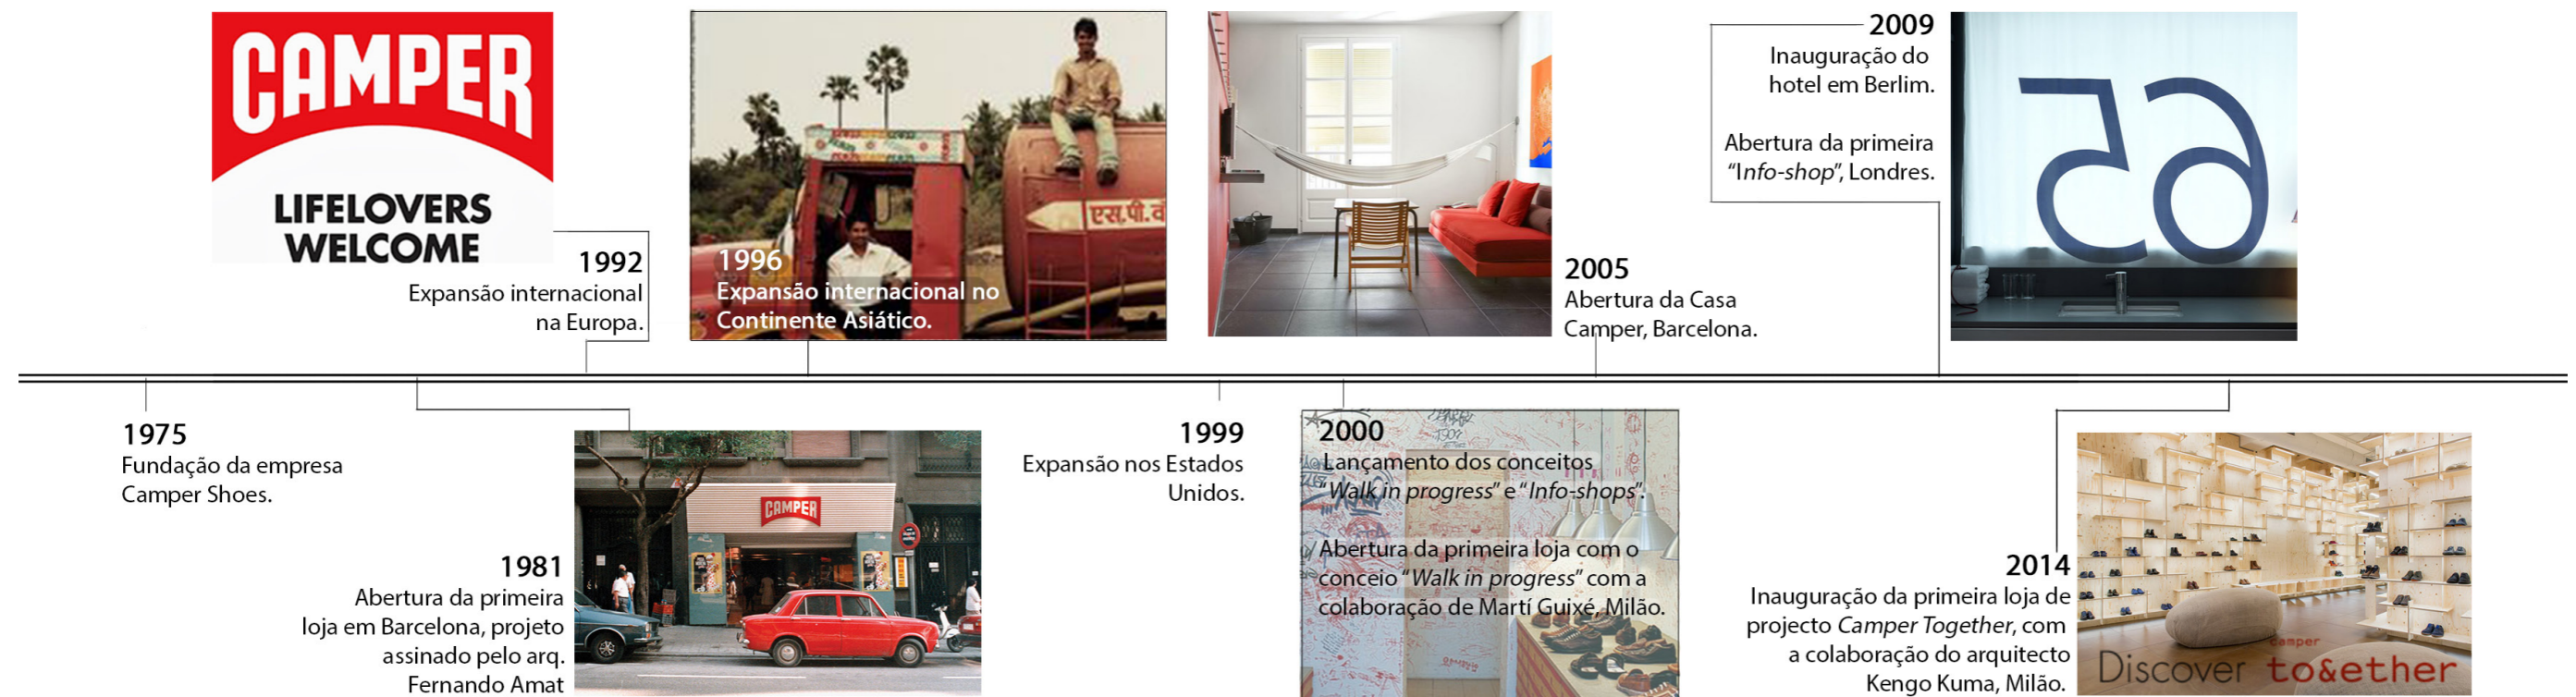 CAMPER
LIFELOVERS
WELCOME
1992
Expansão internacional
na Europa.
एस.पी.व
1996
Expansão internacional no
Continente Asiático.
2005
Abertura da Casa
Camper, Barcelona.
2009
Inauguração do
hotel em Berlim.
Abertura da primeira
“Info-shop”, Londres.
1975
Fundação da empresa
Camper Shoes.
1981
Abertura da primeira
loja em Barcelona, projeto
assinado pelo arq.
Fernando Amat
CAMPER
1999
Expansão nos Estados
Unidos.
2000
Lançamento dos conceitos
“Walk in progress” e “Info-shops”.
Abertura da primeira loja com o
conceio “Walk in progress” com a
colaboração de Martí Guixé, Milão.
2014
Inauguração da primeira loja de
projecto Camper Together, com
a colaboração do arquitecto
Kengo Kuma, Milão.
camper
Discover to&ether